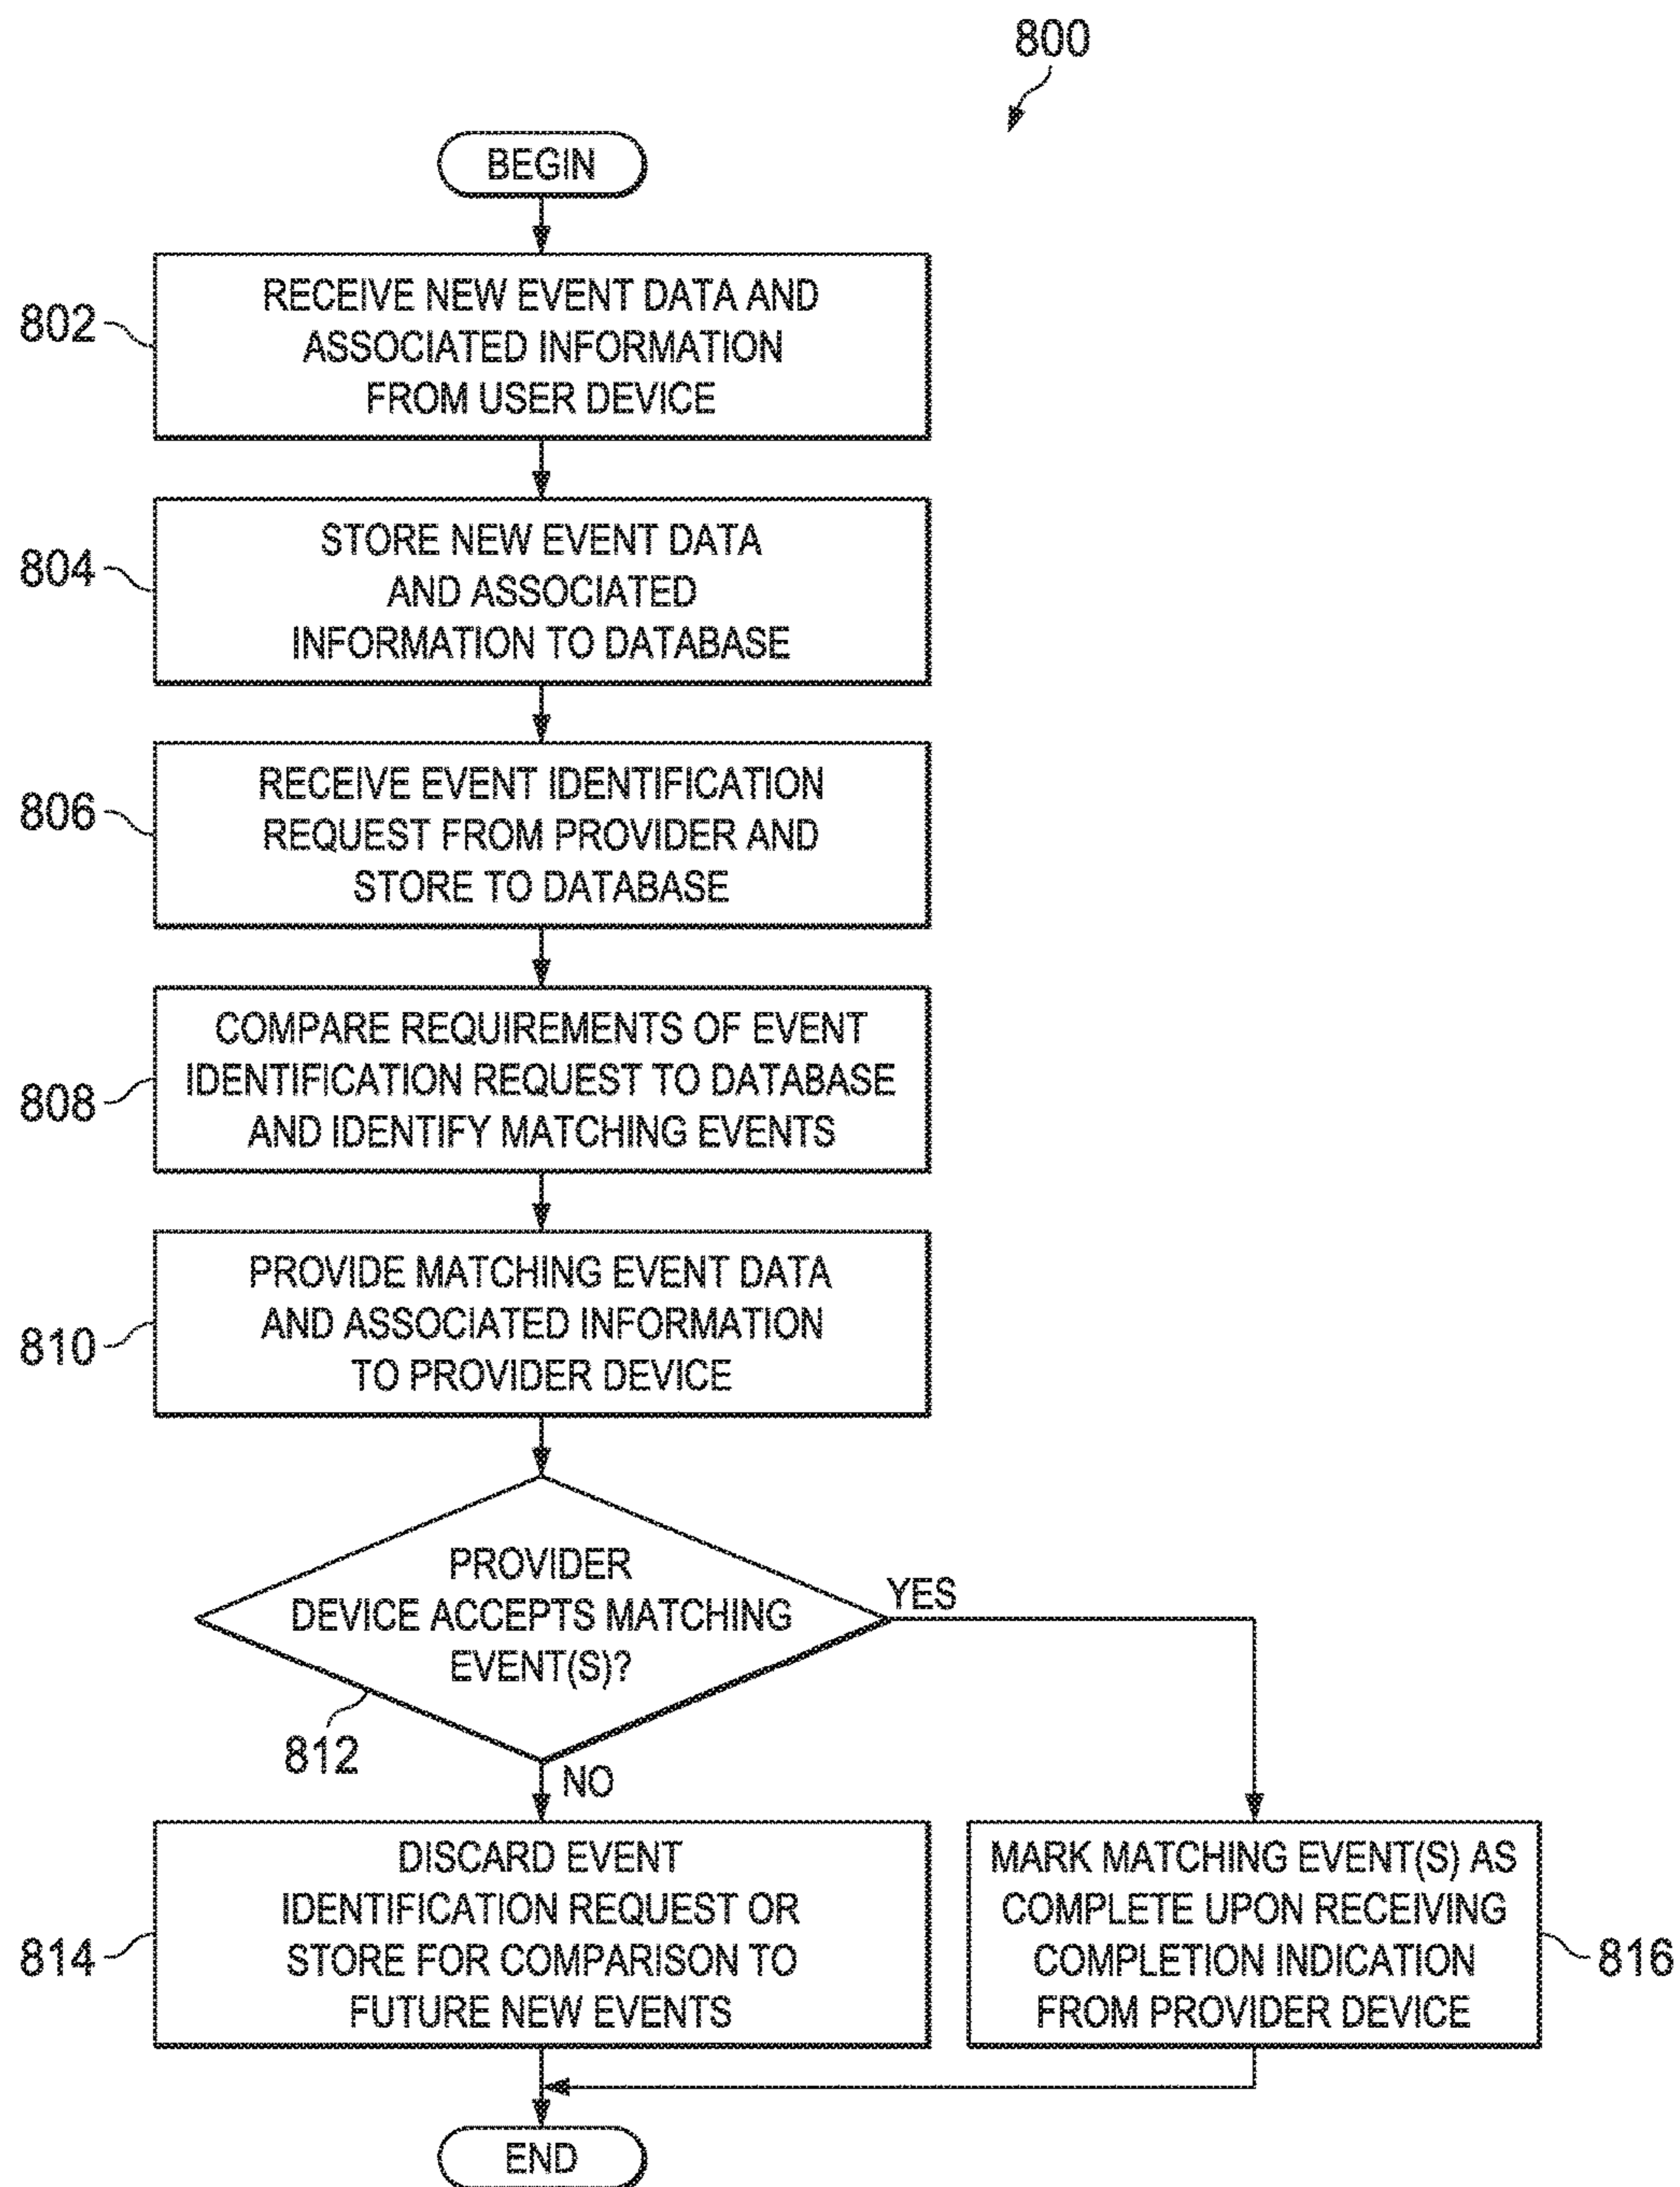 800
BEGIN
802
RECEIVE NEW EVENT DATA AND
ASSOCIATED INFORMATION
FROM USER DEVICE
804
STORE NEW EVENT DATA
AND ASSOCIATED
INFORMATION TO DATABASE
806
RECEIVE EVENT IDENTIFICATION
REQUEST FROM PROVIDER AND
STORE TO DATABASE
808
COMPARE REQUIREMENTS OF EVENT
IDENTIFICATION REQUEST TO DATABASE
AND IDENTIFY MATCHING EVENTS
810
PROVIDE MATCHING EVENT DATA
AND ASSOCIATED INFORMATION
TO PROVIDER DEVICE
PROVIDER
DEVICE ACCEPTS MATCHING
EVENT(S)?
YES
812
NO
814
DISCARD EVENT
IDENTIFICATION REQUEST OR
STORE FOR COMPARISON TO
FUTURE NEW EVENTS
MARK MATCHING EVENT(S) AS
COMPLETE UPON RECEIVING
COMPLETION INDICATION
FROM PROVIDER DEVICE
816
END